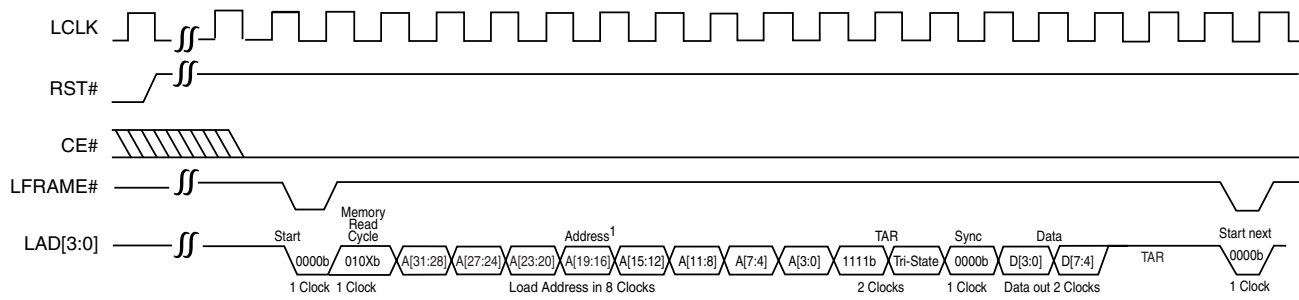 LCLK
RST#
CE#
LFRAME#
LAD[3:0]
Start
Memory
Read
Cycle
Address1
TAR
Sync
Data
Start next
0000b
010Xb
A[31:28]
A[27:24]
A[23:20]
A[19:16]
A[15:12]
A[11:8]
A[7:4]
A[3:0]
1111b
Tri-State
0000b
D[3:0]
D[7:4]
TAR
0000b
1 Clock
1 Clock
Load Address in 8 Clocks
2 Clocks
1 Clock
Data out 2 Clocks
1 Clock